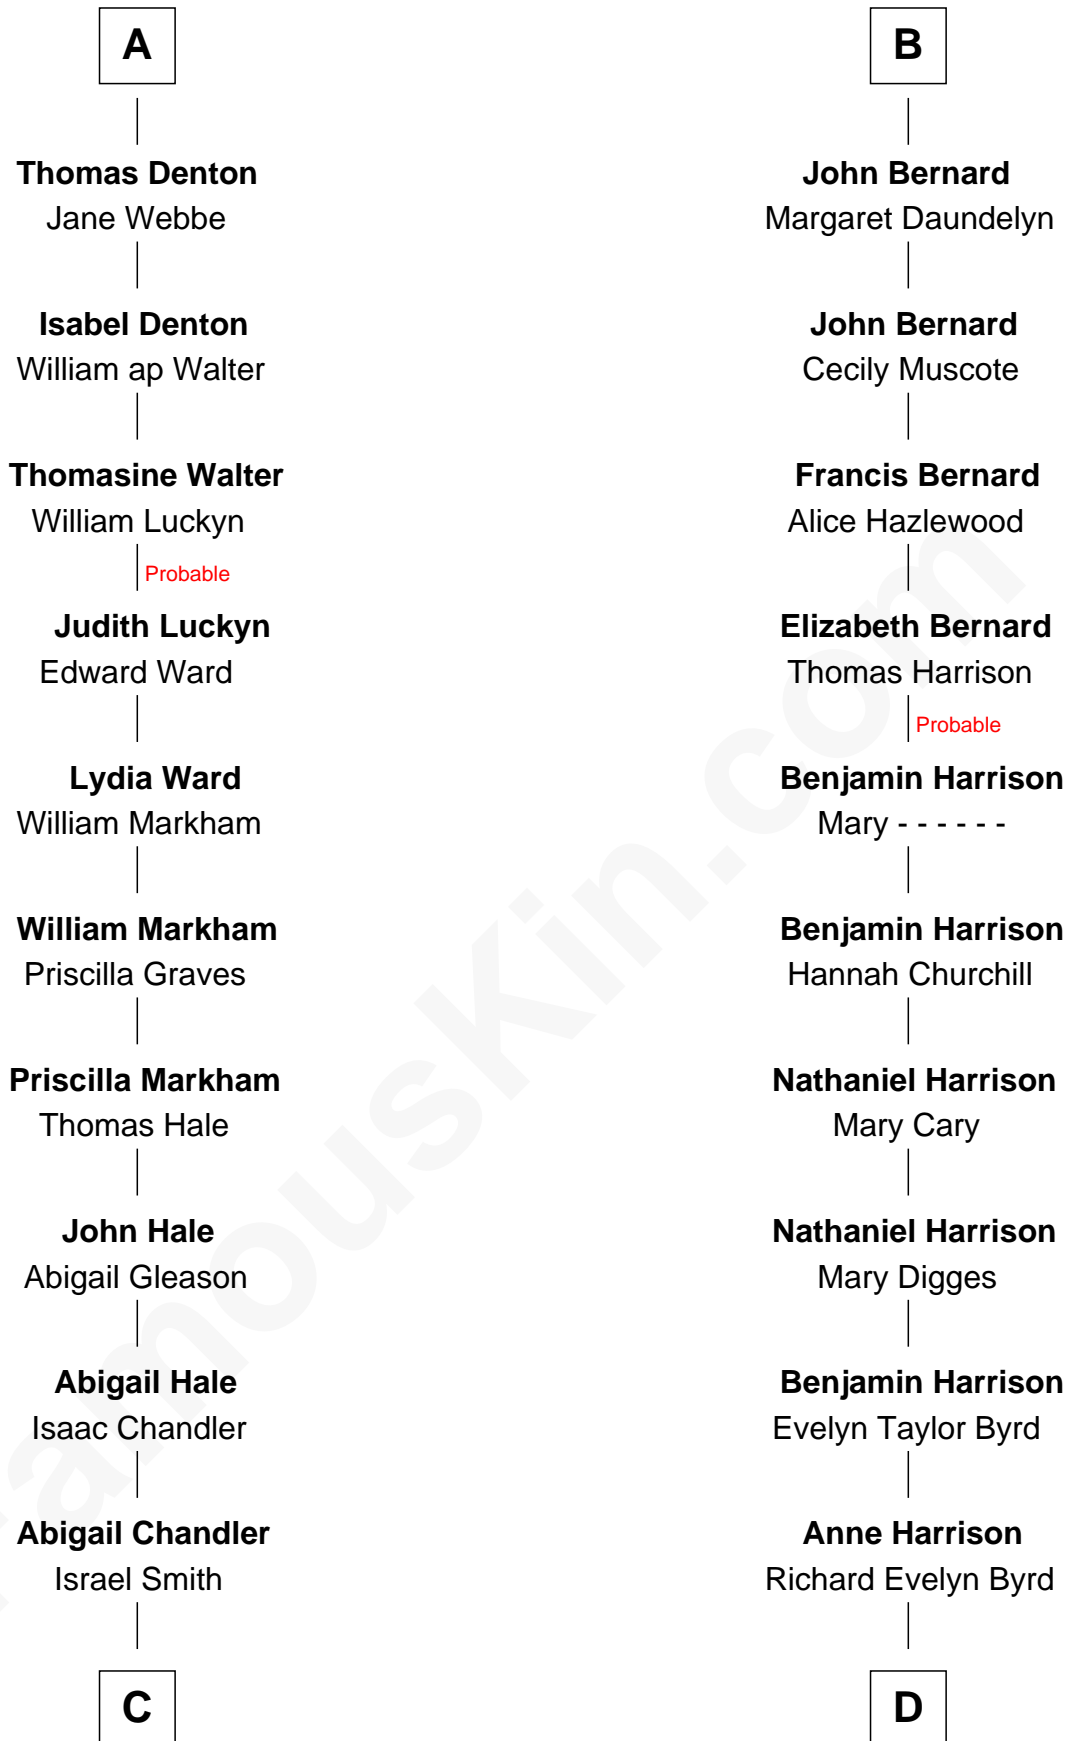 A
Thomas Denton
Jane Webbe
Isabel Denton
William ap Walter
Thomasine Walter
William Luckyn
Probable
Judith Luckyn
Edward Ward
Lydia Ward
William Markham
William Markham
Priscilla Graves
Priscilla Markham
Thomas Hale
John Hale
Abigail Gleason
Abigail Hale
Isaac Chandler
Abigail Chandler
Israel Smith
C
B
John Bernard
Margaret Daundelyn
John Bernard
Cecily Muscote
Francis Bernard
Alice Hazlewood
Elizabeth Bernard
Thomas Harrison
Probable
Benjamin Harrison
Mary - - - - - -
Benjamin Harrison
Hannah Churchill
Nathaniel Harrison
Mary Cary
Nathaniel Harrison
Mary Digges
Benjamin Harrison
Evelyn Taylor Byrd
Anne Harrison
Richard Evelyn Byrd
D
FamousKin.com